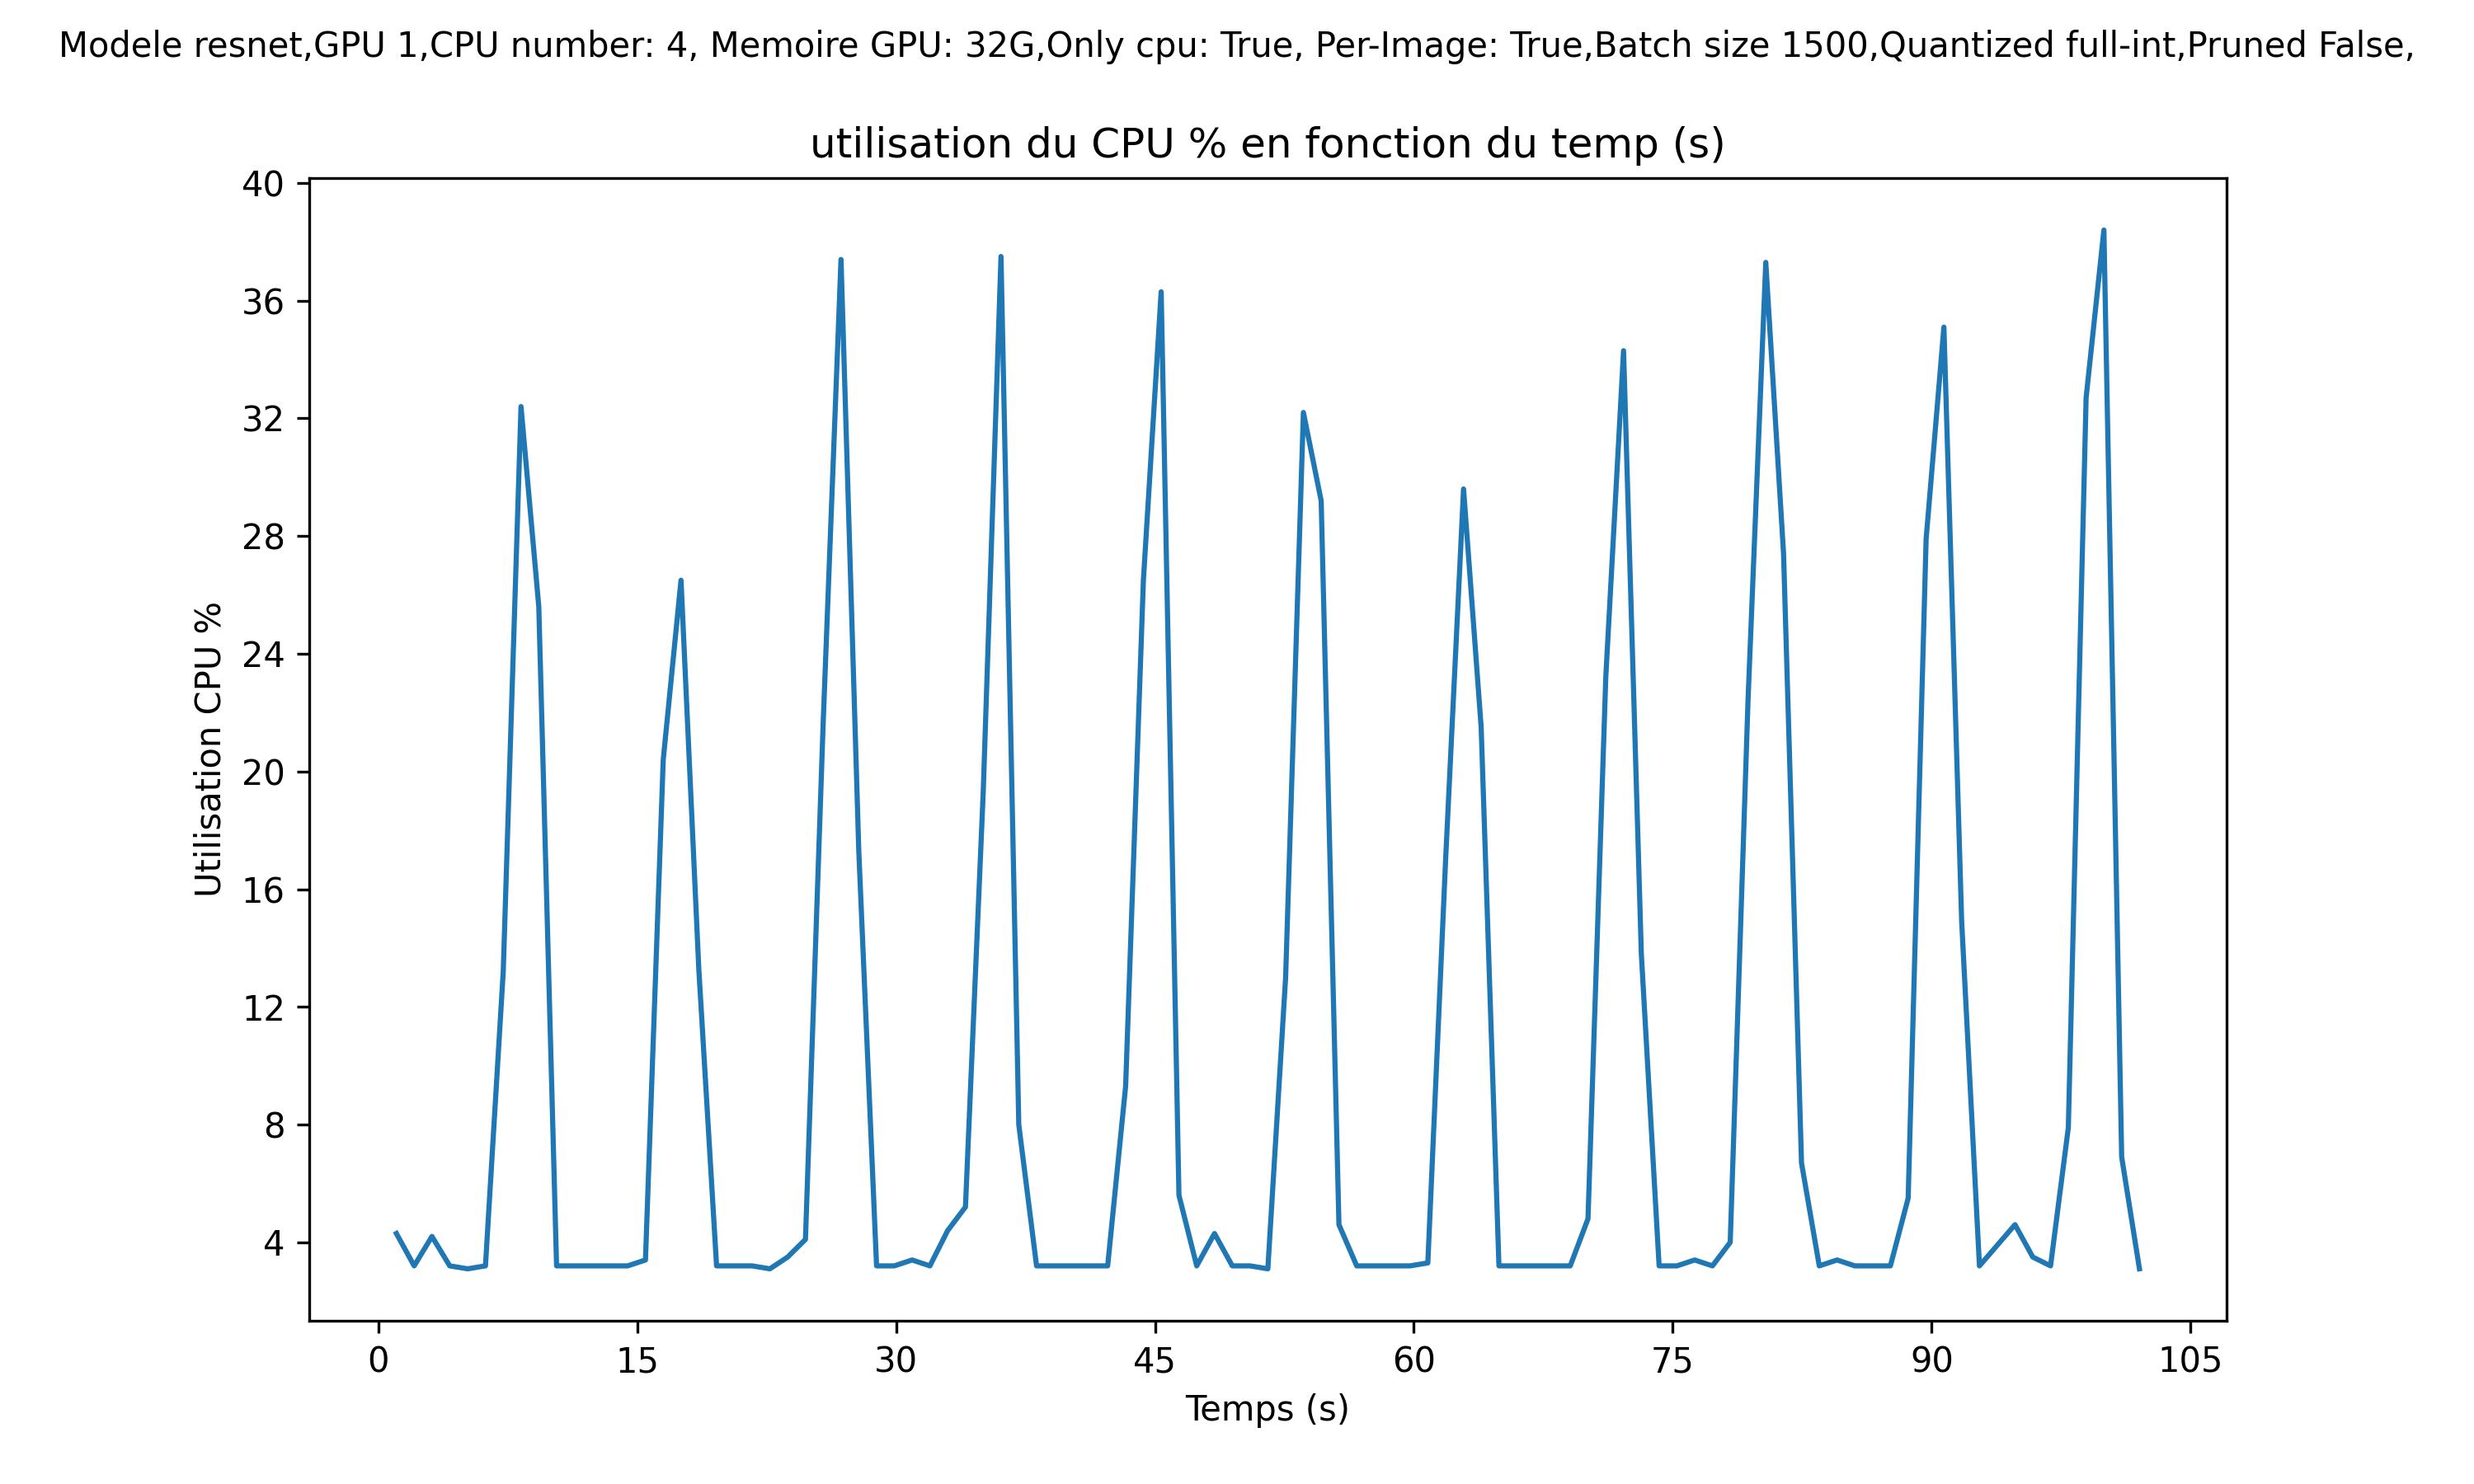 Modele resnet,GPU 1,CPU number: 4, Memoire GPU: 32G,Only cpu: True, Per-Image: True,Batch size 1500,Quantized full-int,Pruned False,
utilisation du CPU % en fonction du temp (s)
40
36
32
28
24
20
16
12
8
4
Utilisation CPU %
0 15 30 45 60 75 90 105
Temps (s)